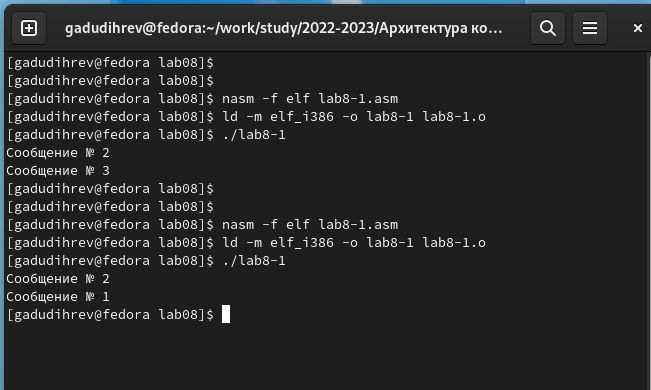 gadudihrev@fedora:~/work/study/2022-2023/Архитектура ко...
[gadudihrev@fedora lab08]$
[gadudihrev@fedora lab08]$
[gadudihrev@fedora lab08]$ nasm -f elf lab8-1.asm
[gadudihrev@fedora lab08]$ ld -m elf_i386 -o lab8-1 lab8-1.o
[gadudihrev@fedora lab08]$ ./lab8-1
Сообщение № 2
Сообщение № 3
[gadudihrev@fedora lab08]$
[gadudihrev@fedora lab08]$
[gadudihrev@fedora lab08]$ nasm -f elf lab8-1.asm
[gadudihrev@fedora lab08]$ ld -m elf_i386 -o lab8-1 lab8-1.o
[gadudihrev@fedora lab08]$ ./lab8-1
Сообщение № 2
Сообщение № 1
[gadudihrev@fedora lab08]$